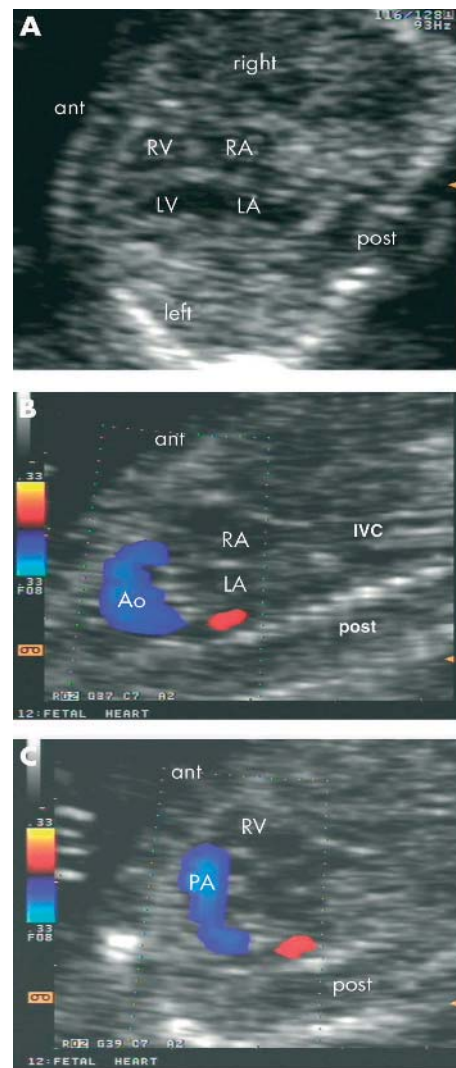 A
116/128
93Hz
right
ant
RV RA
LV LA
post
left
B
ant
.33
RA
IVC
LA
.33
F08
Ao
post
R02 G37 C7 A2
12:FETAL HEART
C
ant
.33
RV
PA
.33
F08
post
R02 G39 C7 A2
12:FETAL HEART